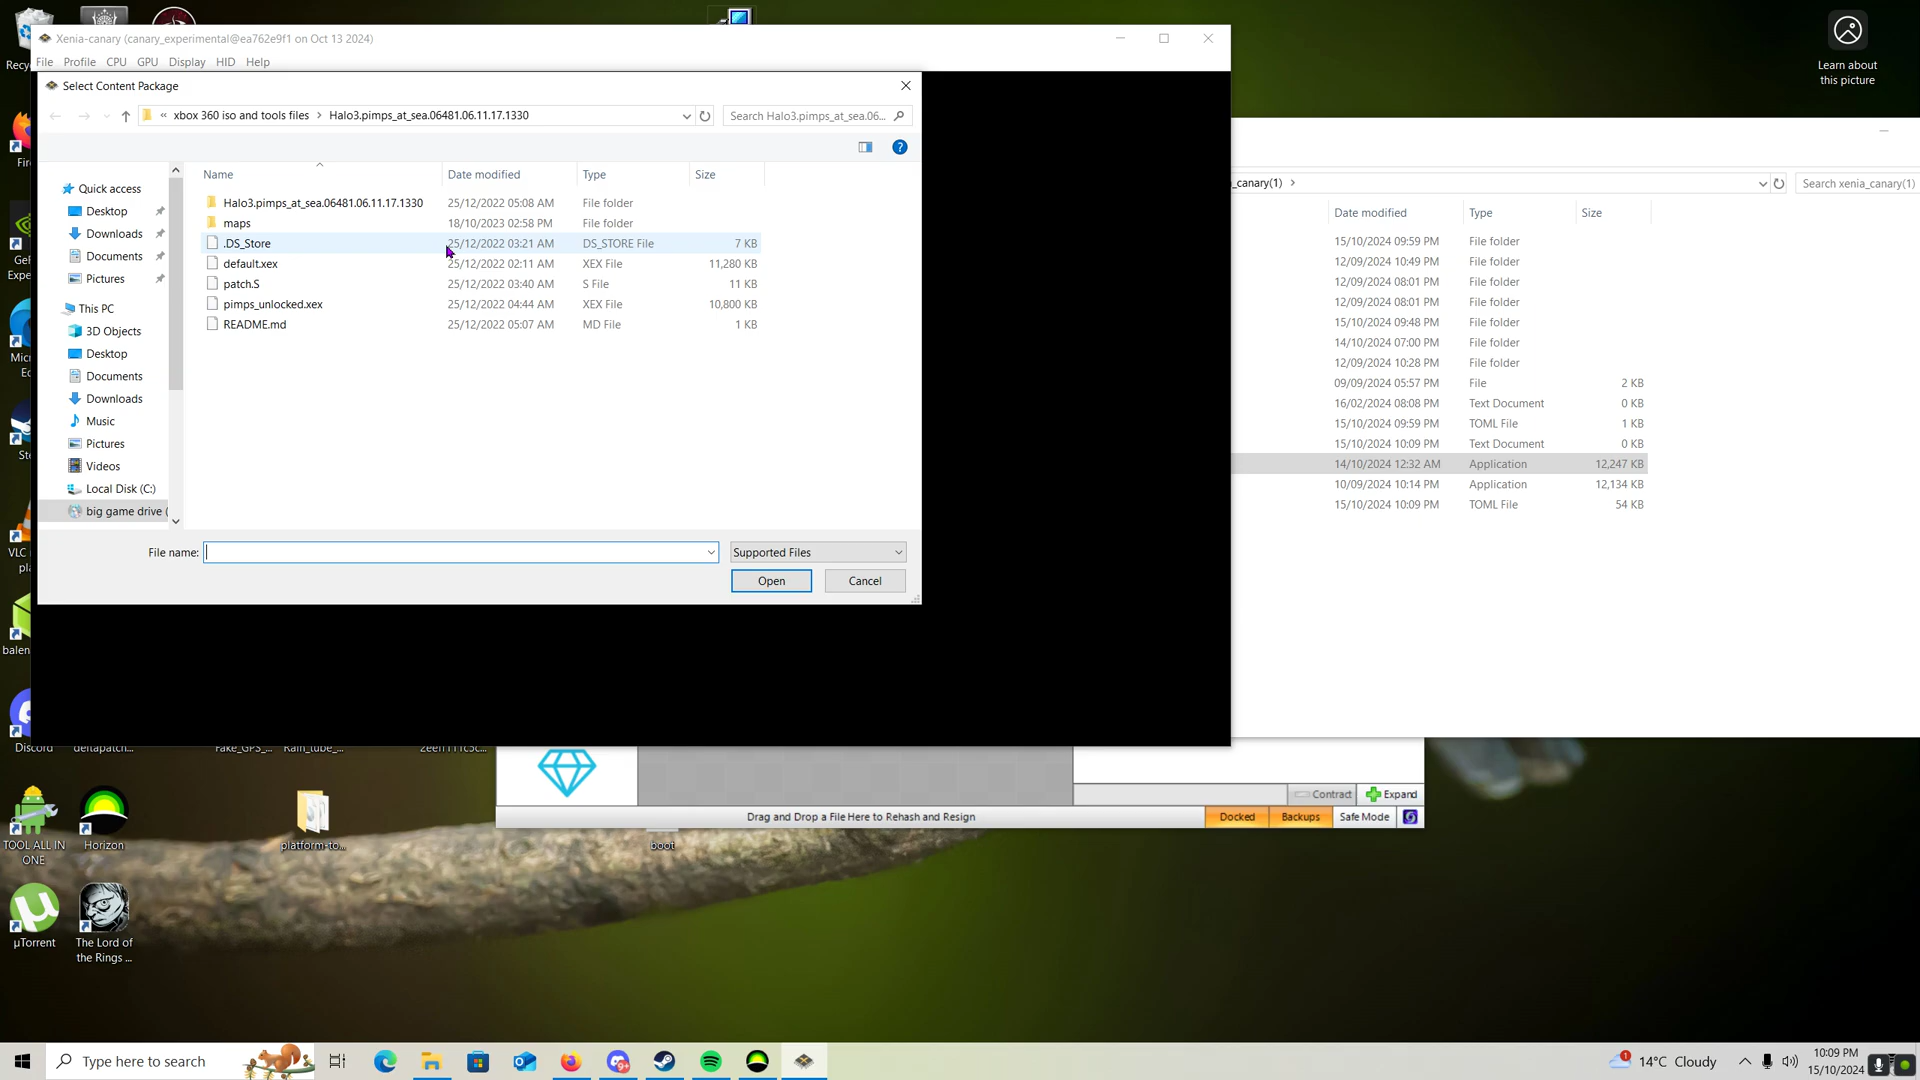 Recyc
Xenia-canary (canary_experimental@ea762e9f1 on Oct 13 2024)
File Profile CPU GPU Display HID Help
Learn about
this picture
Select Content Package
« xbox 360 iso and tools files > Halo3.pimps_at_sea.06481.06.11.17.1330
Search Halo3.pimps_at_sea.06...
Name Date modified Type Size
Quick access
Desktop
Downloads
Documents
Pictures
This PC
3D Objects
Desktop
Documents
Downloads
Music
Pictures
Videos
Local Disk (C:)
big game drive (
Halo3.pimps_at_sea.06481.06.11.17.1330 25/12/2022 05:08 AM File folder
maps 18/10/2023 02:58 PM File folder
.DS_Store 25/12/2022 03:21 AM DS_STORE File 7 KB
default.xex 25/12/2022 02:11 AM XEX File 11,280 KB
patch.S 25/12/2022 03:40 AM S File 11 KB
pimps_unlocked.xex 25/12/2022 04:44 AM XEX File 10,800 KB
README.md 25/12/2022 05:07 AM MD File 1 KB
File name:
Supported Files
Open Cancel
_canary(1) >
Search xenia_canary(1)
Date modified Type Size
15/10/2024 09:59 PM File folder
12/09/2024 10:49 PM File folder
12/09/2024 08:01 PM File folder
12/09/2024 08:01 PM File folder
15/10/2024 09:48 PM File folder
14/10/2024 07:00 PM File folder
12/09/2024 10:28 PM File folder
09/09/2024 05:57 PM File 2 KB
16/02/2024 08:08 PM Text Document 0 KB
15/10/2024 09:59 PM TOML File 1 KB
15/10/2024 10:09 PM Text Document 0 KB
14/10/2024 12:32 AM Application 12,247 KB
10/09/2024 10:14 PM Application 12,134 KB
15/10/2024 10:09 PM TOML File 54 KB
Fire
GeF
Exper
Micr
Ed
Ste
VLC
pla
balen
Discord
deltapatch...
Fake_GPS_...
Rain_tube_...
2eeff111c5c...
Contract Expand
Drag and Drop a File Here to Rehash and Resign
Docked Backups Safe Mode
TOOL ALL IN
ONE
Horizon
platform-to...
boot
µTorrent
The Lord of
the Rings ...
Type here to search
14°C Cloudy
10:09 PM
15/10/2024